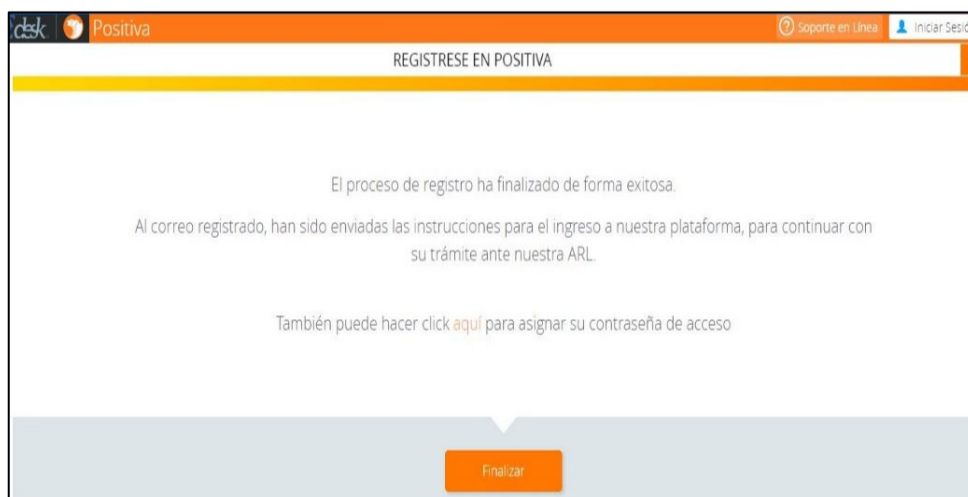 desk Positiva Soporte en Línea Iniciar Sesió
REGISTRESE EN POSITIVA
El proceso de registro ha finalizado de forma exitosa.
Al correo registrado, han sido enviadas las instrucciones para el ingreso a nuestra plataforma, para continuar con
su trámite ante nuestra ARL.
También puede hacer click aquí para asignar su contraseña de acceso
Finalizar